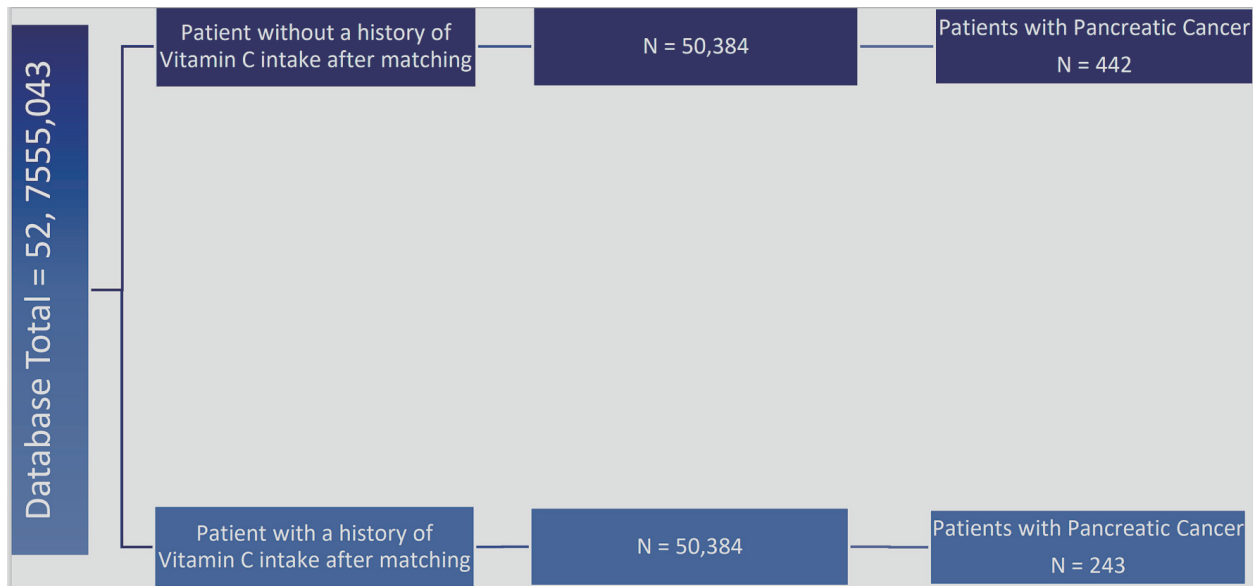 Database Total = 52, 7555,043
Patient without a history of
Vitamin C intake after matching
N = 50,384
Patients with Pancreatic Cancer
N = 442
Patient with a history of
Vitamin C intake after matching
N = 50,384
Patients with Pancreatic Cancer
N = 243